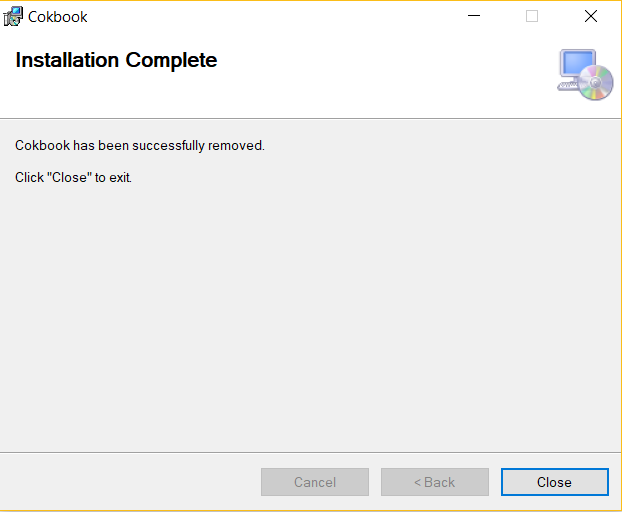 Cokbook
Installation Complete
Cokbook has been successfully removed.
Click "Close" to exit.
Cancel
< Back
Close